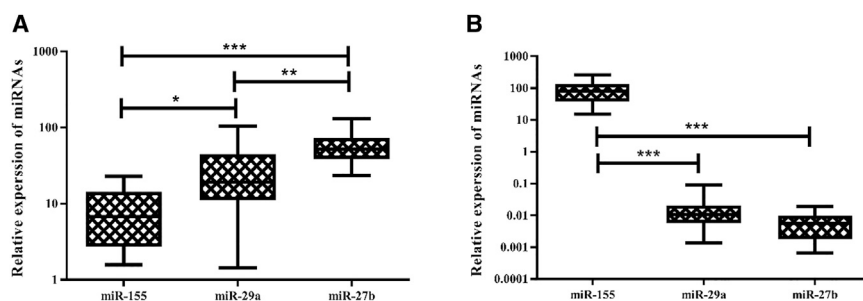 A
Relative experssion of miRNAs
1000
100
10
1
***
**
*
miR-155 miR-29a miR-27b
B
Relative experssion of miRNAs
1000
100
10
1
0.1
0.01
0.001
0.0001
***
***
miR-155 miR-29a miR-27b